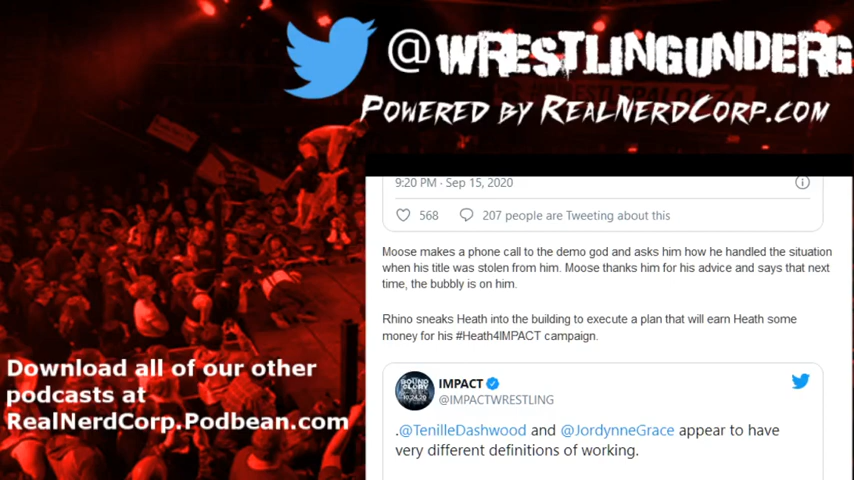 @WRESTLINGUNDERG
POWERED BY REALNERDCORP.COM
9:20 PM · Sep 15, 2020
568 207 people are Tweeting about this
Moose makes a phone call to the demo god and asks him how he handled the situation
when his title was stolen from him. Moose thanks him for his advice and says that next
time, the bubbly is on him.
Rhino sneaks Heath into the building to execute a plan that will earn Heath some
money for his #Heath4IMPACT campaign.
BOUND
GLORY
10.24.20
IMPACT
@IMPACTWRESTLING
.@TenilleDashwood and @JordynneGrace appear to have
very different definitions of working.
Download all of our other
podcasts at
RealNerdCorp.Podbean.com